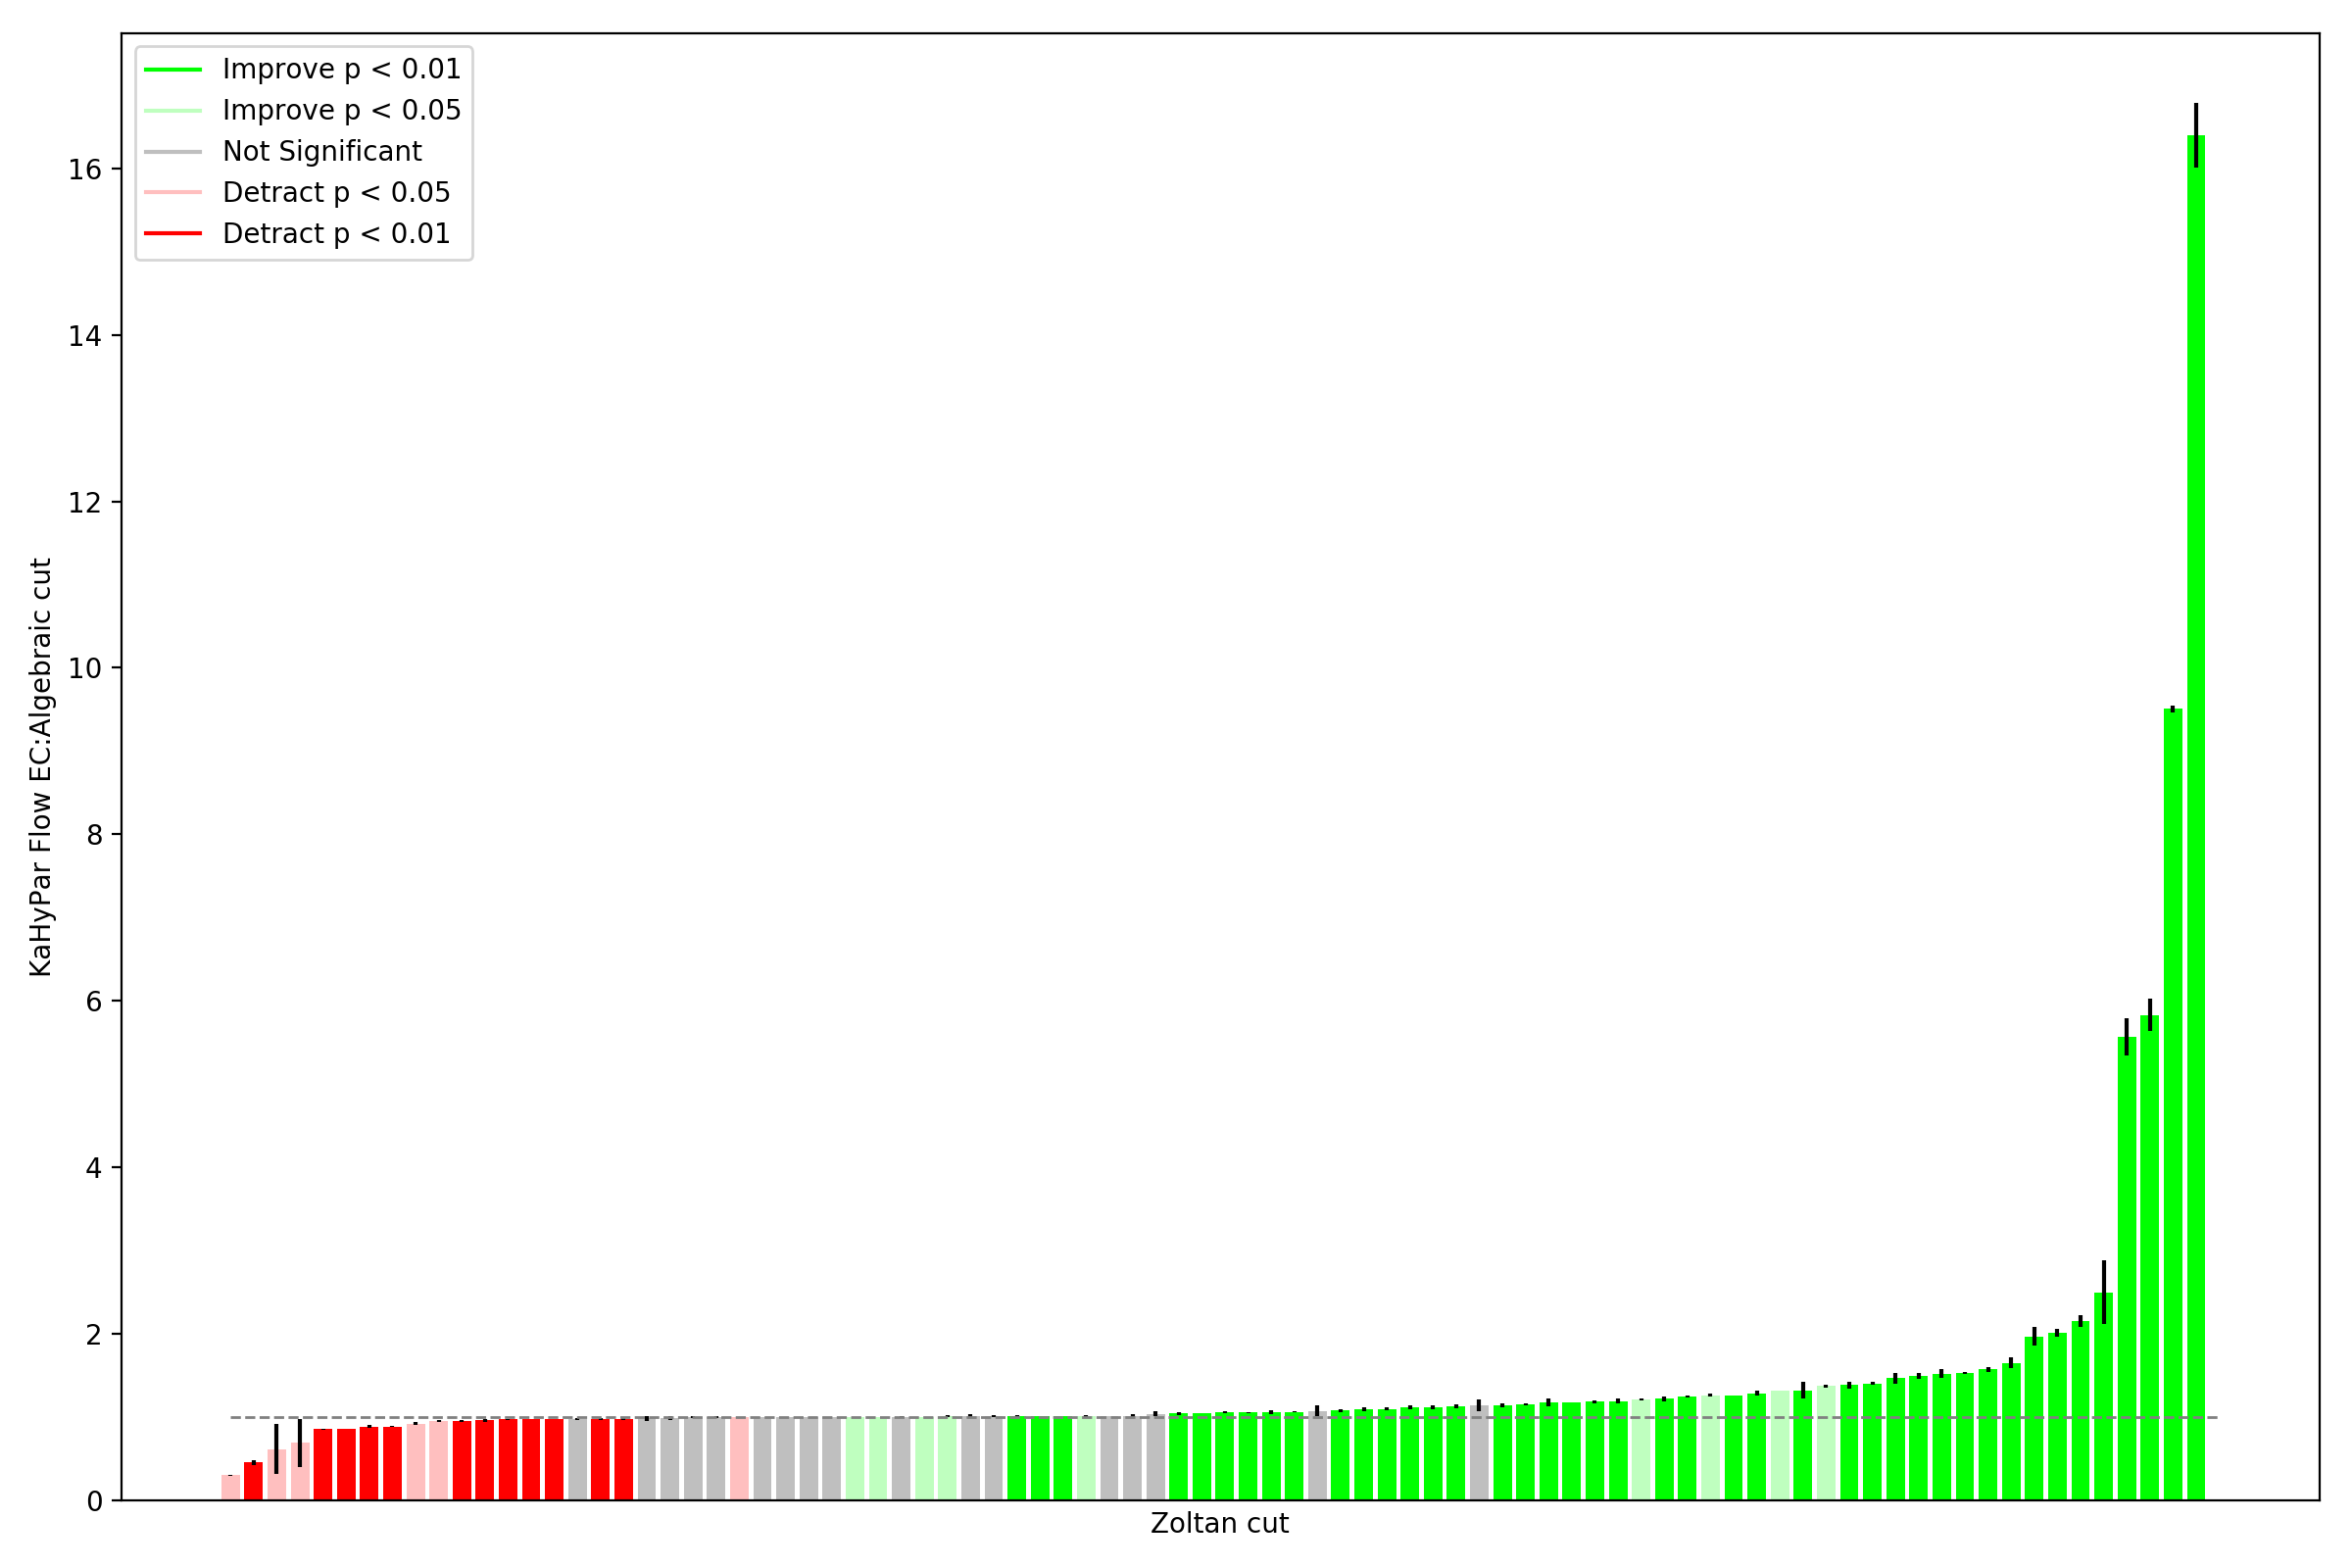 Improve p < 0.01
Improve p < 0.05
Not Significant
Detract p < 0.05
Detract p < 0.01
16
14
12
10
8
6
4
2
0
KaHyPar Flow EC:Algebraic cut
Zoltan cut